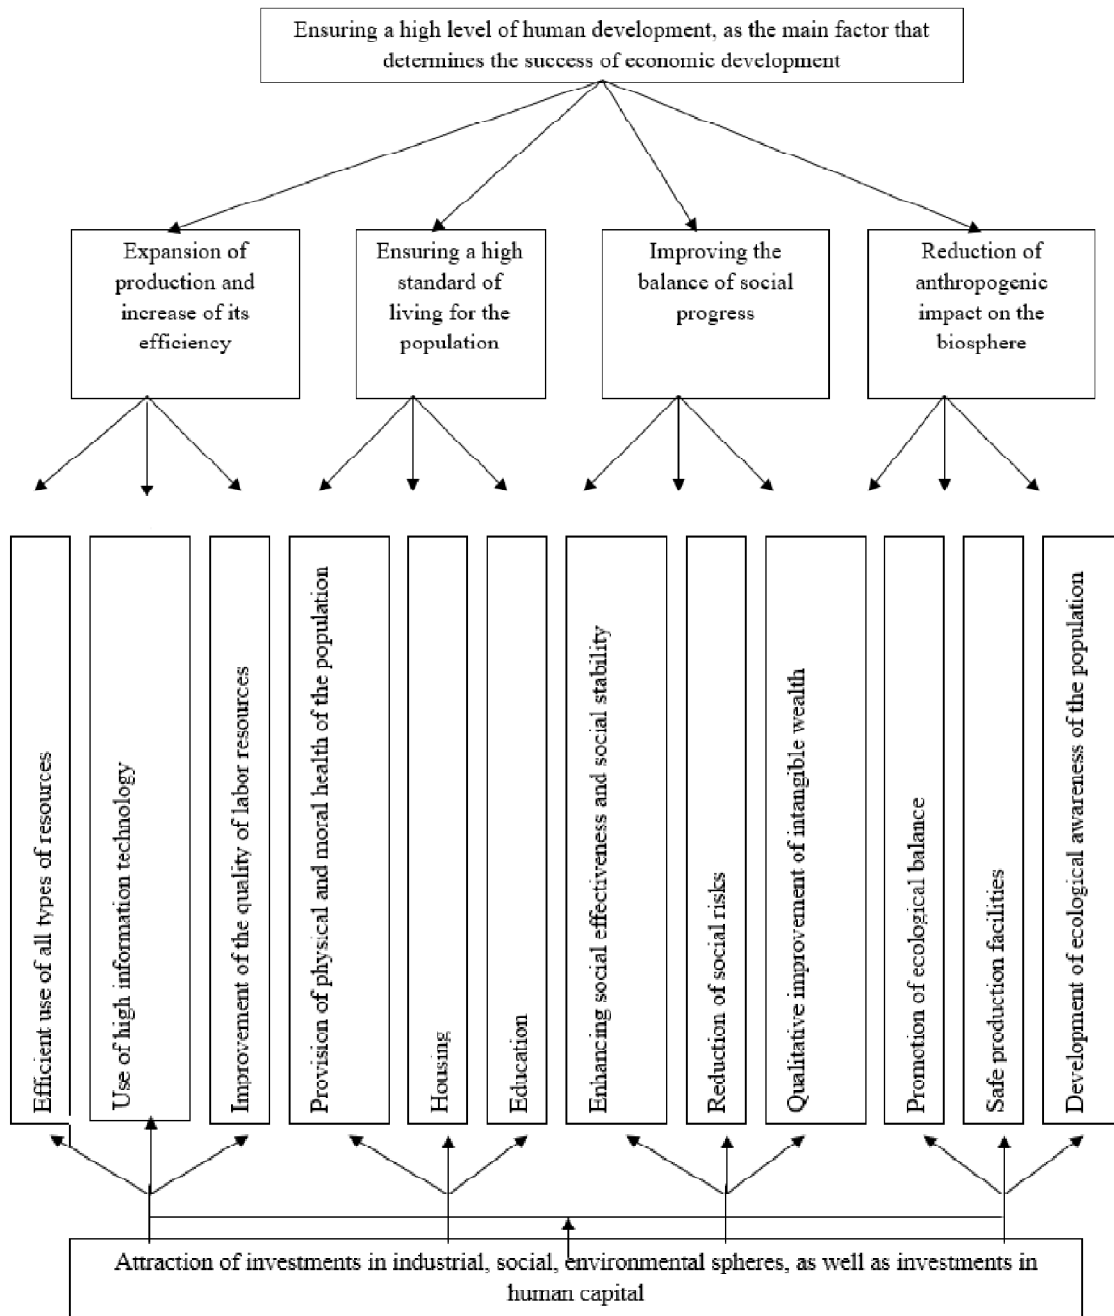 Ensuring a high level of human development, as the main factor that
determines the success of economic development
Expansion of
production and
increase of its
efficiency
Ensuring a high
standard of
living for the
population
Improving the
balance of social
progress
Reduction of
anthropogenic
impact on the
biosphere
Efficient use of all types of resources
Use of high information technology
Improvement of the quality of labor resources
Provision of physical and moral health of the population
Housing
Education
Enhancing social effectiveness and social stability
Reduction of social risks
Qualitative improvement of intangible wealth
Promotion of ecological balance
Safe production facilities
Development of ecological awareness of the population
Attraction of investments in industrial, social, environmental spheres, as well as investments in
human capital